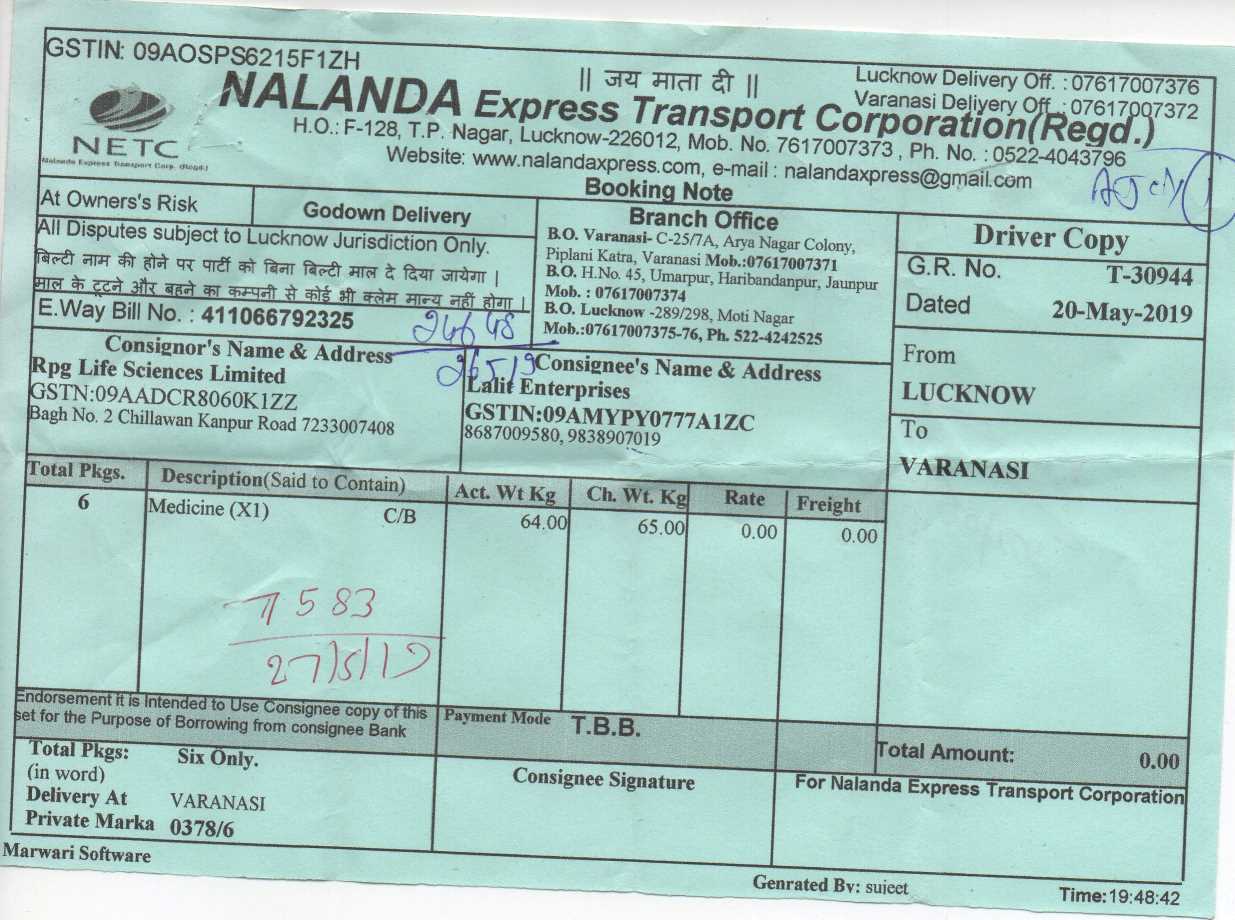 GSTIN: 09AOSPS6215F1ZH
|| जय माता दी ||
Lucknow Delivery Off. : 07617007376
Varanasi Delivery Off. : 07617007372
NETC
Nalanda Express Transport Corp. (Regd.)
NALANDA Express Transport Corporation(Regd.)
H.O.: F-128, T.P. Nagar, Lucknow-226012, Mob. No. 7617007373 , Ph. No. : 0522-4043796
Website: www.nalandaxpress.com, e-mail : nalandaxpress@gmail.com
Booking Note
At Owners's Risk
Godown Delivery
All Disputes subject to Lucknow Jurisdiction Only.
बिल्टी नाम की होने पर पार्टी को बिना बिल्टी माल दे दिया जायेगा।
माल के टूटने और बहने का कम्पनी से कोई भी क्लेम मान्य नहीं होगा।
E.Way Bill No. : 411066792325
Branch Office
B.O. Varanasi- C-25/7A, Arya Nagar Colony,
Piplani Katra, Varanasi Mob.:07617007371
B.O. H.No. 45, Umarpur, Haribandanpur, Jaunpur
Mob. : 07617007374
B.O. Lucknow -289/298, Moti Nagar
Mob.:07617007375-76, Ph. 522-4242525
Driver Copy
G.R. No. T-30944
Dated 20-May-2019
From
LUCKNOW
To
VARANASI
26648
26519
Consignor's Name & Address
Rpg Life Sciences Limited
GSTN:09AADCR8060K1ZZ
Bagh No. 2 Chillawan Kanpur Road 7233007408
Consignee's Name & Address
Lalit Enterprises
GSTIN:09AMYPY0777A1ZC
8687009580, 9838907019
Total Pkgs. Description(Said to Contain) Act. Wt Kg Ch. Wt. Kg Rate Freight
6 Medicine (X1) C/B 64.00 65.00 0.00 0.00
7583
27/5/19
Endorsement it is Intended to Use Consignee copy of this
set for the Purpose of Borrowing from consignee Bank
Payment Mode T.B.B.
Total Amount: 0.00
Total Pkgs: Six Only.
(in word)
Delivery At VARANASI
Private Marka 0378/6
Consignee Signature
For Nalanda Express Transport Corporation
Marwari Software
Genrated By: sujeet
Time:19:48:42